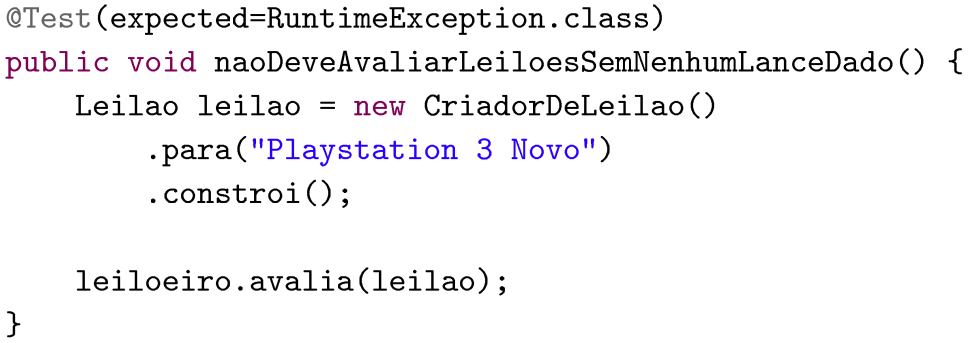 @Test(expected=RuntimeException.class)
public void naoDeveAvaliarLeiloesSemNenhumLanceDado() {
    Leilao leilao = new CriadorDeLeilao()
        .para("Playstation 3 Novo")
        .constroi();

    leiloeiro.avalia(leilao);
}